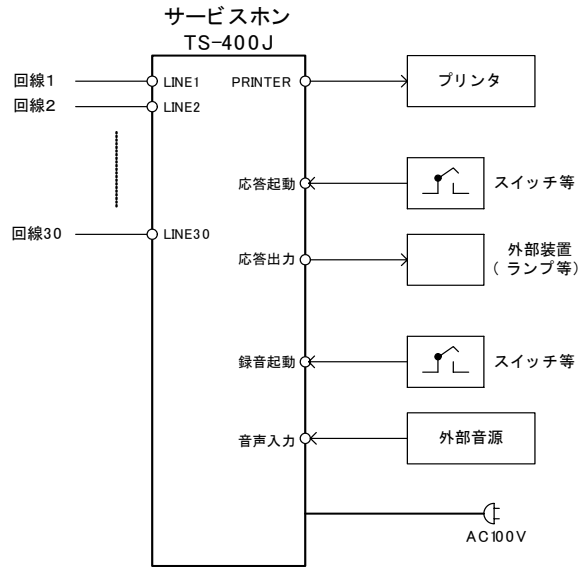 サービスホン
TS-400J
回線1
LINE1
PRINTER
プリンタ
回線2
LINE2
応答起動
スイッチ等
回線30
LINE30
応答出力
外部装置
(ランプ等)
録音起動
スイッチ等
音声入力
外部音源
AC100V